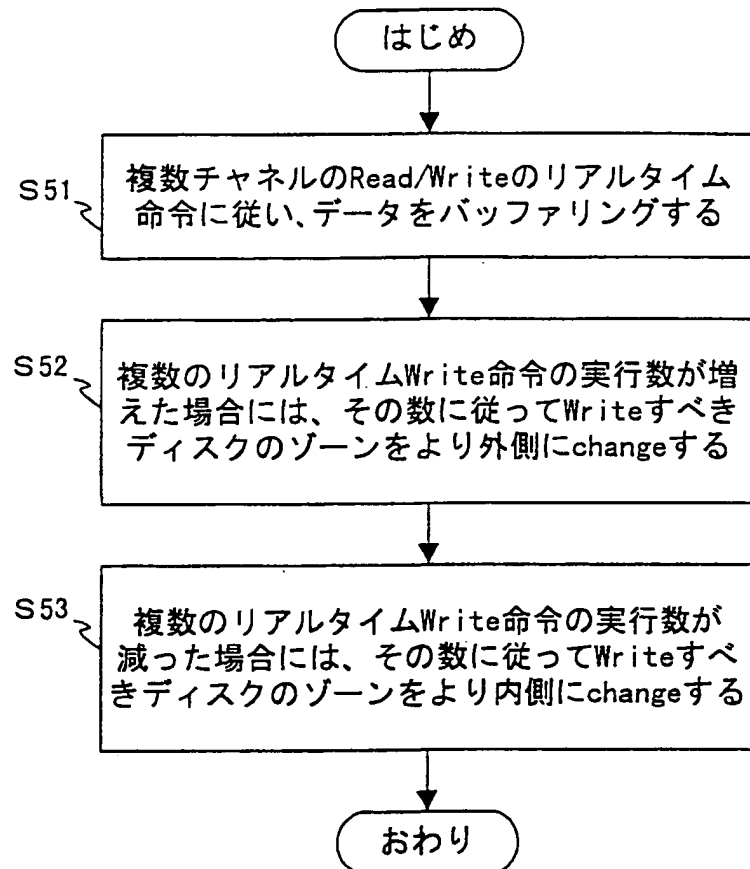 はじめ
S51
複数チャネルのRead/Writeのリアルタイム
命令に従い、データをバッファリングする
S52
複数のリアルタイムWrite命令の実行数が増
えた場合には、その数に従ってWriteすべき
ディスクのゾーンをより外側にchangeする
S53
複数のリアルタイムWrite命令の実行数が
減った場合には、その数に従ってWriteすべ
きディスクのゾーンをより内側にchangeする
おわり